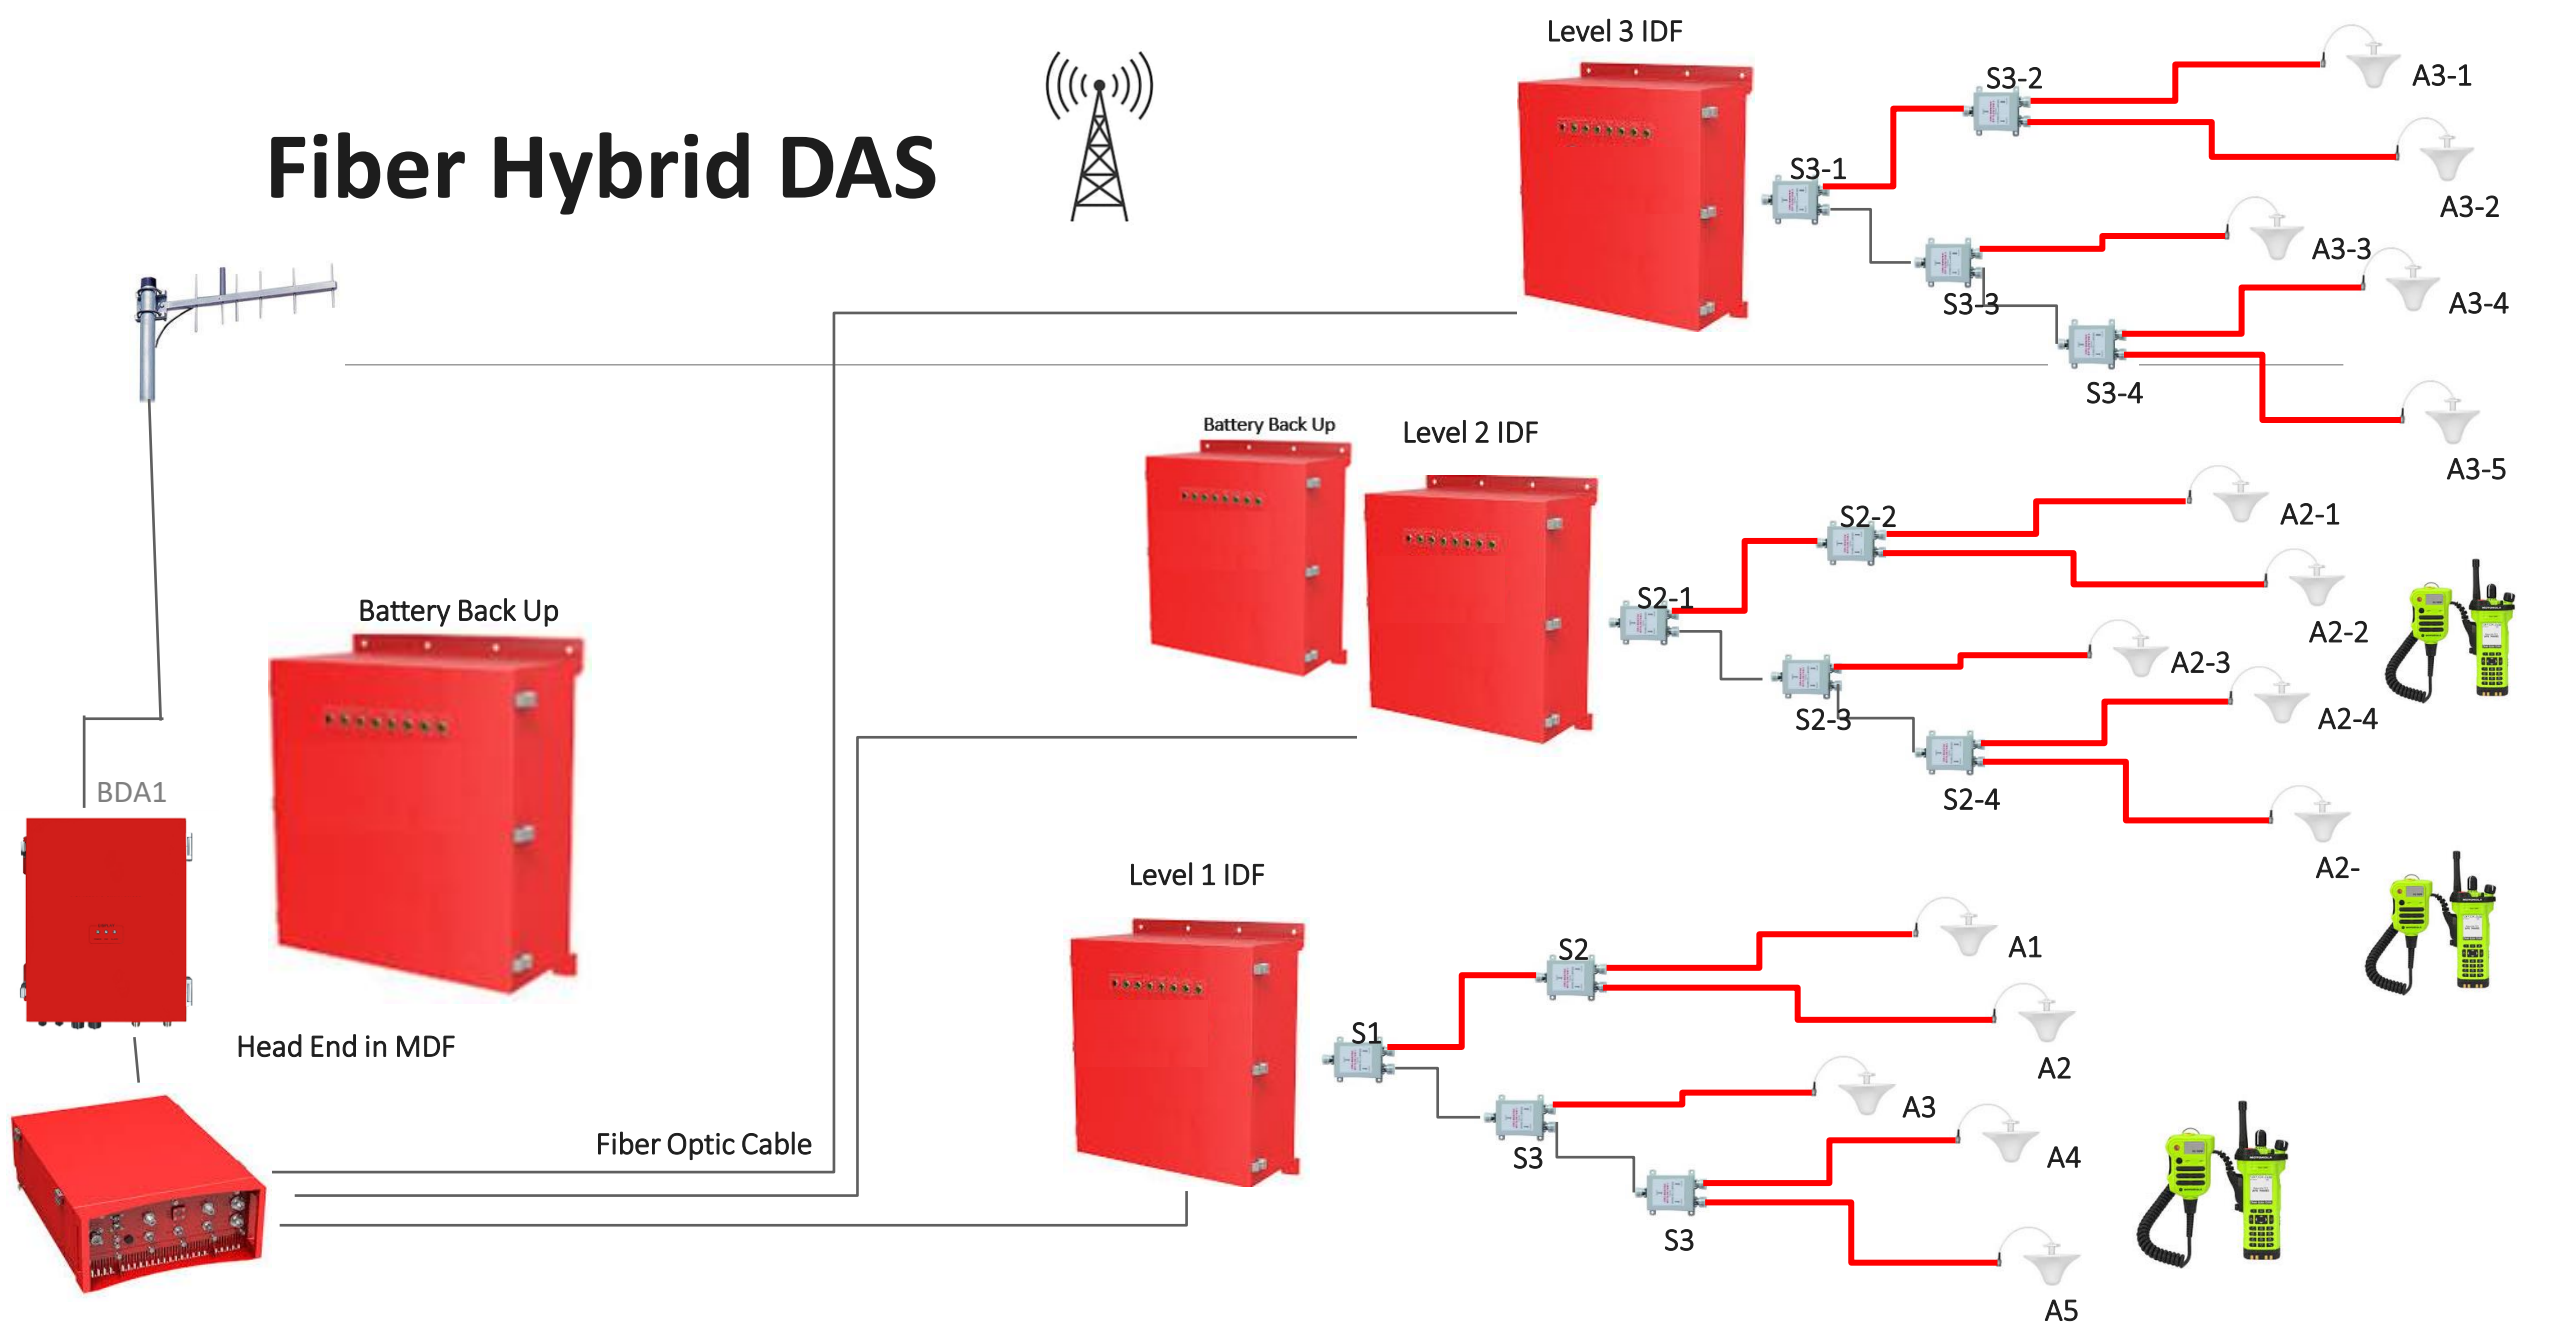 Fiber Hybrid DAS
Level 3 IDF
S3-2
A3-1
S3-1
A3-2
A3-3
S3-3
A3-4
S3-4
A3-5
Battery Back Up
Level 2 IDF
S2-2
A2-1
S2-1
A2-2
A2-3
S2-3
A2-4
S2-4
A2-
Battery Back Up
BDA1
Head End in MDF
Fiber Optic Cable
Level 1 IDF
S2
A1
S1
A2
A3
S3
A4
S3
A5